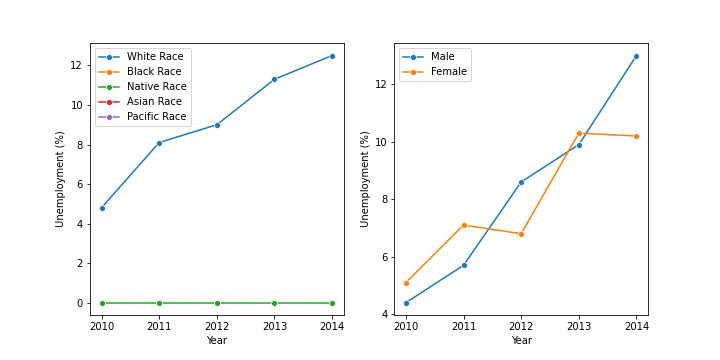 White Race
Black Race
Native Race
Asian Race
Pacific Race
12
10
8
6
4
2
0
Unemployment (%)
2010 2011 2012 2013 2014
Year
Male
Female
12
10
8
6
4
Unemployment (%)
2010 2011 2012 2013 2014
Year